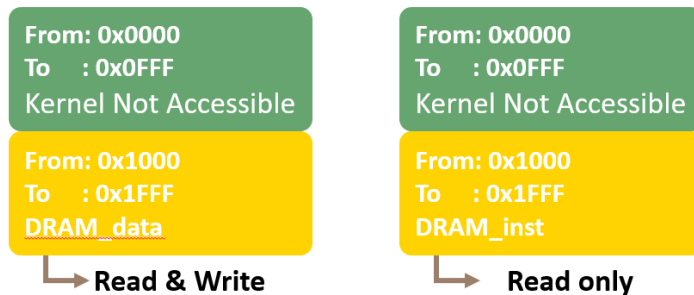 From: 0x0000
To : 0x0FFF
Kernel Not Accessible
From: 0x1000
To : 0x1FFF
DRAM_data
Read & Write
From: 0x0000
To : 0x0FFF
Kernel Not Accessible
From: 0x1000
To : 0x1FFF
DRAM_inst
Read only